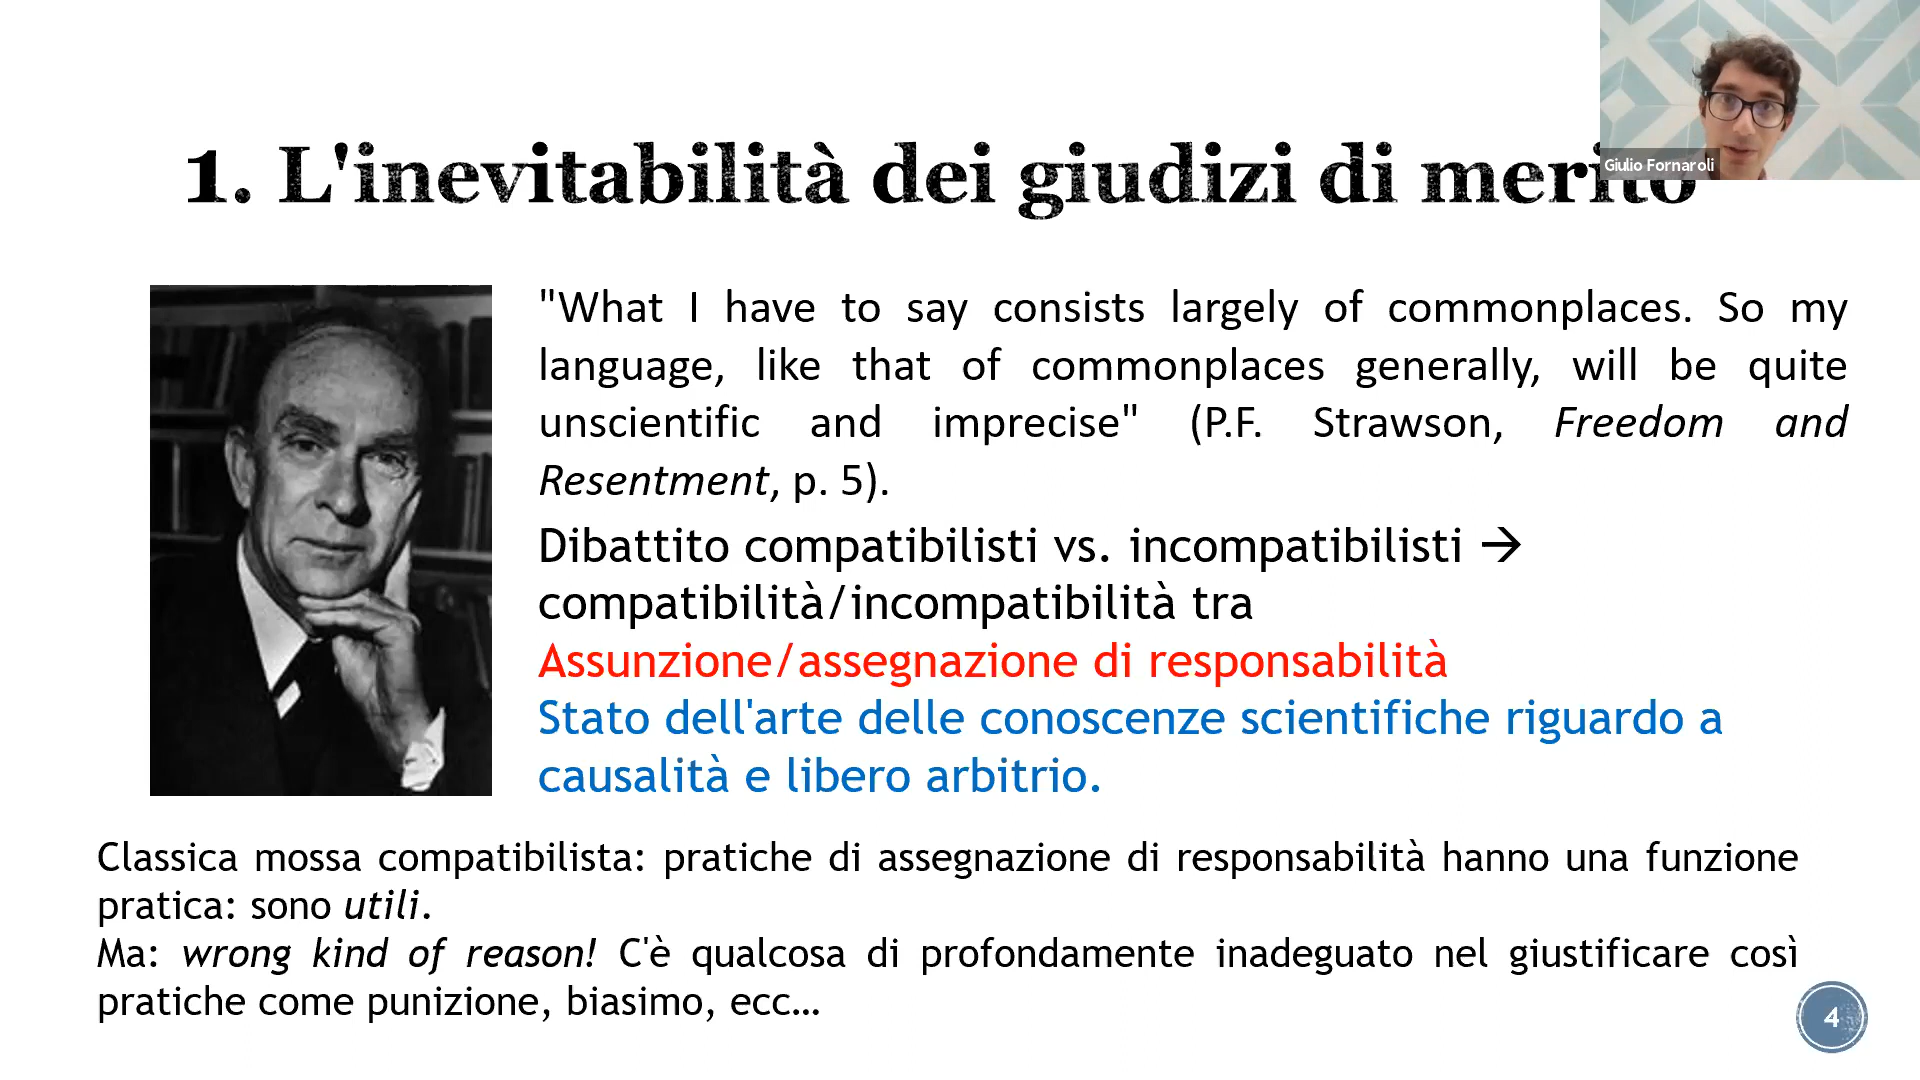 Giulio Fornaroli
1. L'inevitabilità dei giudizi di merito
"What I have to say consists largely of commonplaces. So my
language, like that of commonplaces generally, will be quite
unscientific and imprecise" (P.F. Strawson, Freedom and
Resentment, p. 5).
Dibattito compatibilisti vs. incompatibilisti →
compatibilità/incompatibilità tra
Assunzione/assegnazione di responsabilità
Stato dell'arte delle conoscenze scientifiche riguardo a
causalità e libero arbitrio.
Classica mossa compatibilista: pratiche di assegnazione di responsabilità hanno una funzione
pratica: sono utili.
Ma: wrong kind of reason! C'è qualcosa di profondamente inadeguato nel giustificare così
pratiche come punizione, biasimo, ecc…
4